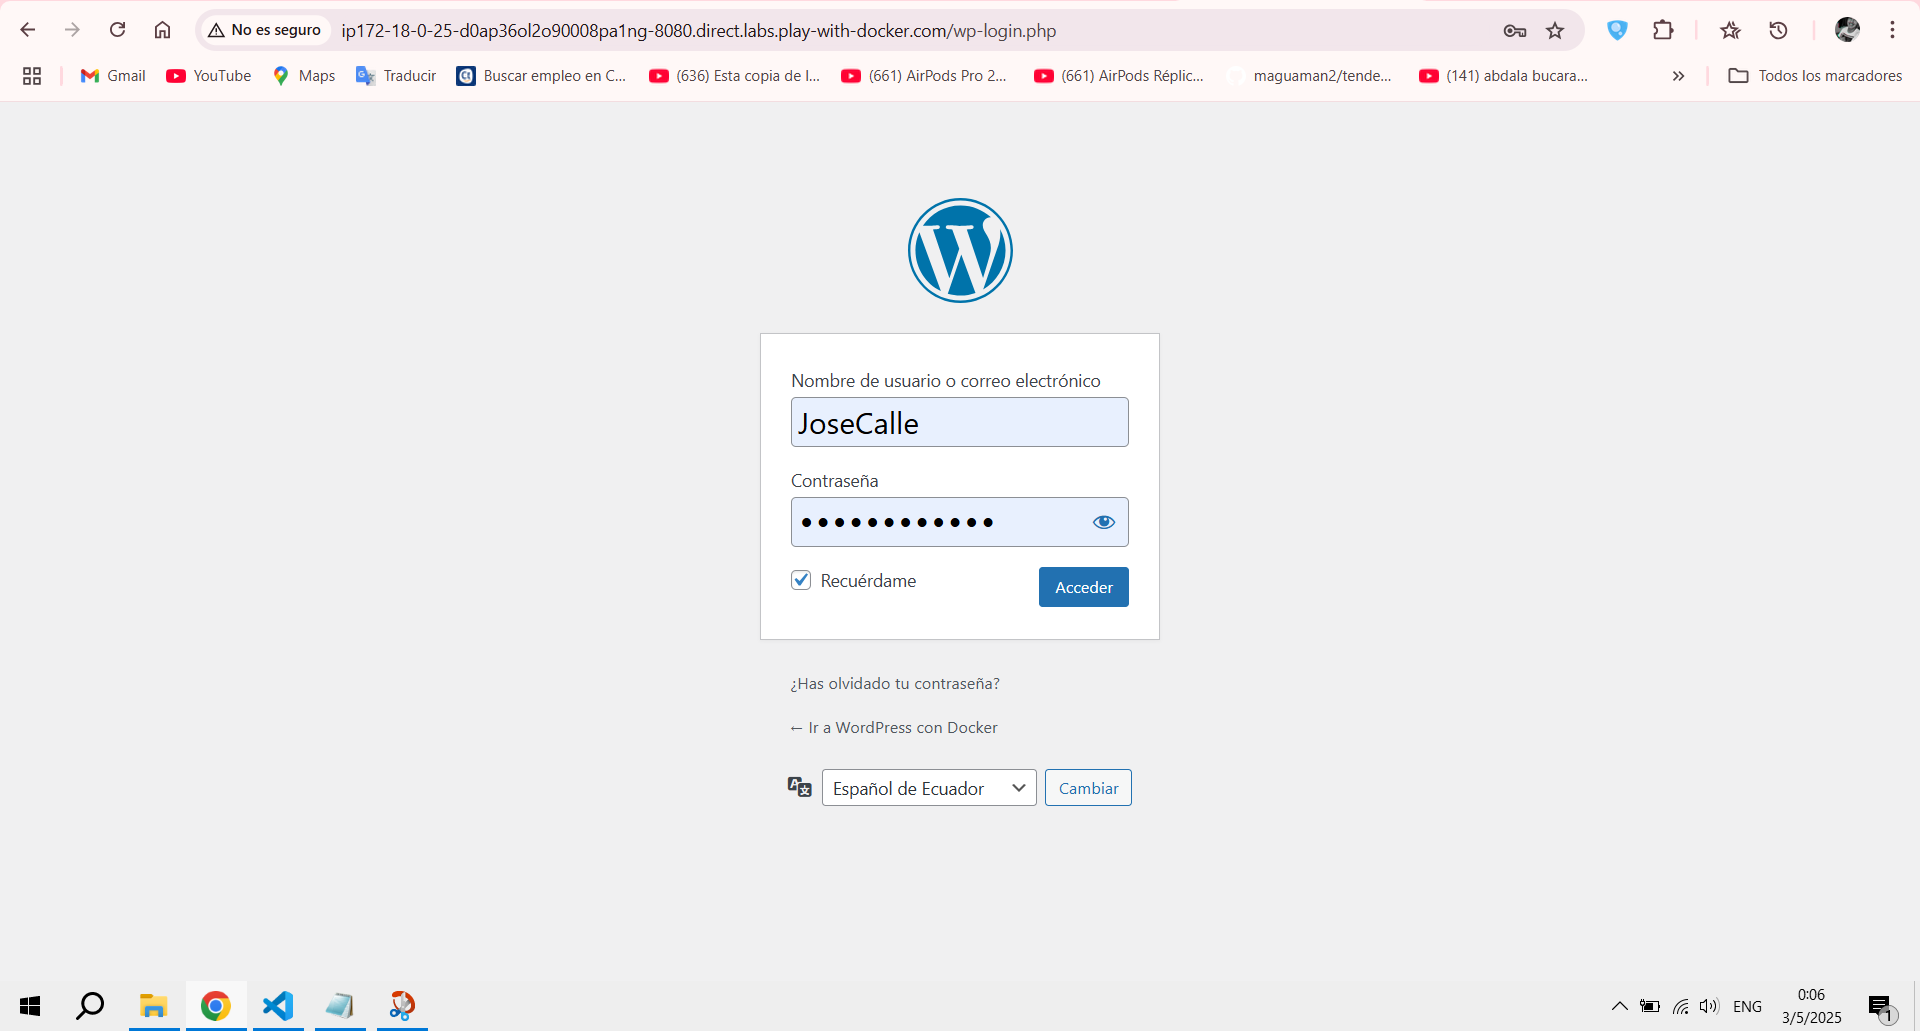 No es seguro
ip172-18-0-25-d0ap36ol2o90008pa1ng-8080.direct.labs.play-with-docker.com/wp-login.php
Gmail
YouTube
Maps
Traducir
Buscar empleo en C...
(636) Esta copia de l...
(661) AirPods Pro 2...
(661) AirPods Réplic...
maguaman2/tende...
(141) abdala bucara...
Todos los marcadores
Nombre de usuario o correo electrónico
JoseCalle
Contraseña
Recuérdame
Acceder
¿Has olvidado tu contraseña?
← Ir a WordPress con Docker
Español de Ecuador
Cambiar
ENG
0:06
3/5/2025
1